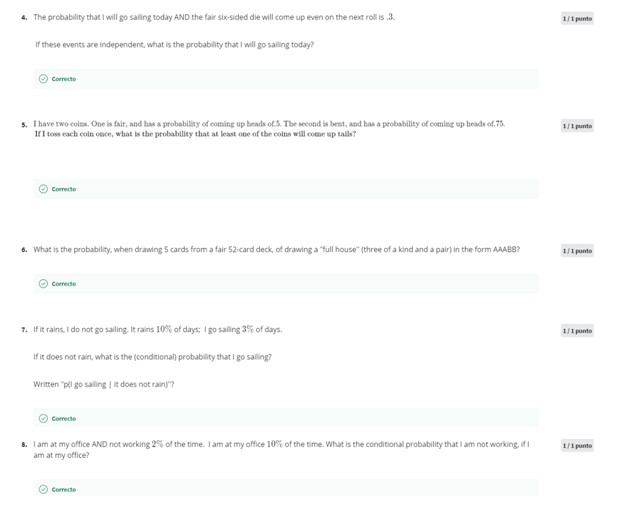 4. The probability that I will go sailing today AND the fair six-sided die will come up even on the next roll is .3.
1 / 1 punto
If these events are independent, what is the probability that I will go sailing today?
Correcto
5. I have two coins. One is fair, and has a probability of coming up heads of.5. The second is bent, and has a probability of coming up heads of.75.
1 / 1 punto
If I toss each coin once, what is the probability that at least one of the coins will come up tails?
Correcto
6. What is the probability, when drawing 5 cards from a fair 52-card deck, of drawing a "full house" (three of a kind and a pair) in the form AAABB?
1 / 1 punto
Correcto
7. If it rains, I do not go sailing. It rains 10% of days; I go sailing 3% of days.
1 / 1 punto
If it does not rain, what is the (conditional) probability that I go sailing?
Written "p(I go sailing | it does not rain)"?
Correcto
8. I am at my office AND not working 2% of the time. I am at my office 10% of the time. What is the conditional probability that I am not working, if I
1 / 1 punto
am at my office?
Correcto